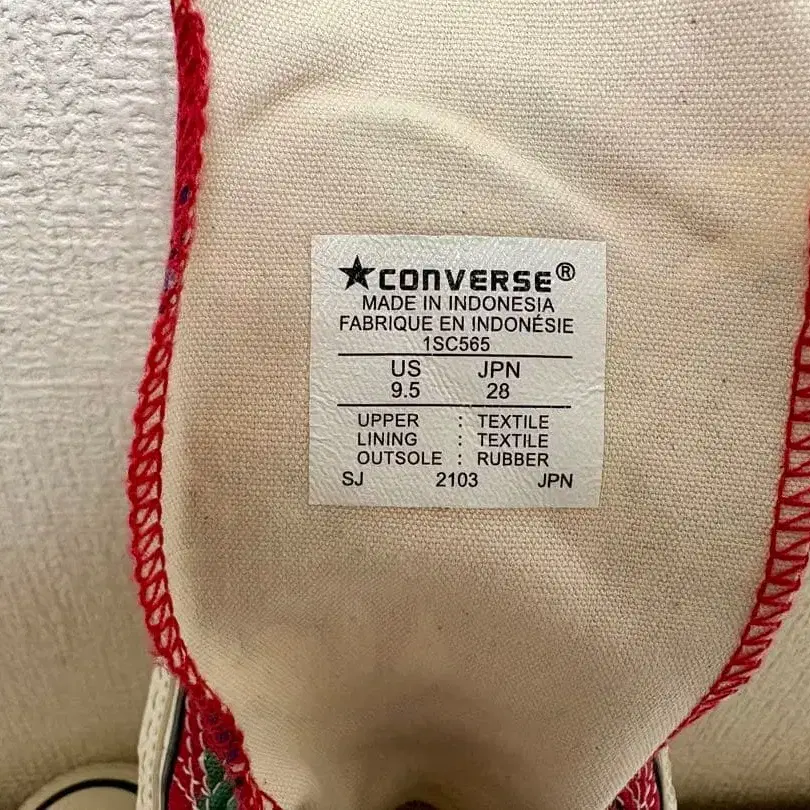 ★CONVERSE®
MADE IN INDONESIA
FABRIQUE EN INDONÉSIE
1SC565
US JPN
9.5 28
UPPER : TEXTILE
LINING : TEXTILE
OUTSOLE : RUBBER
SJ 2103 JPN